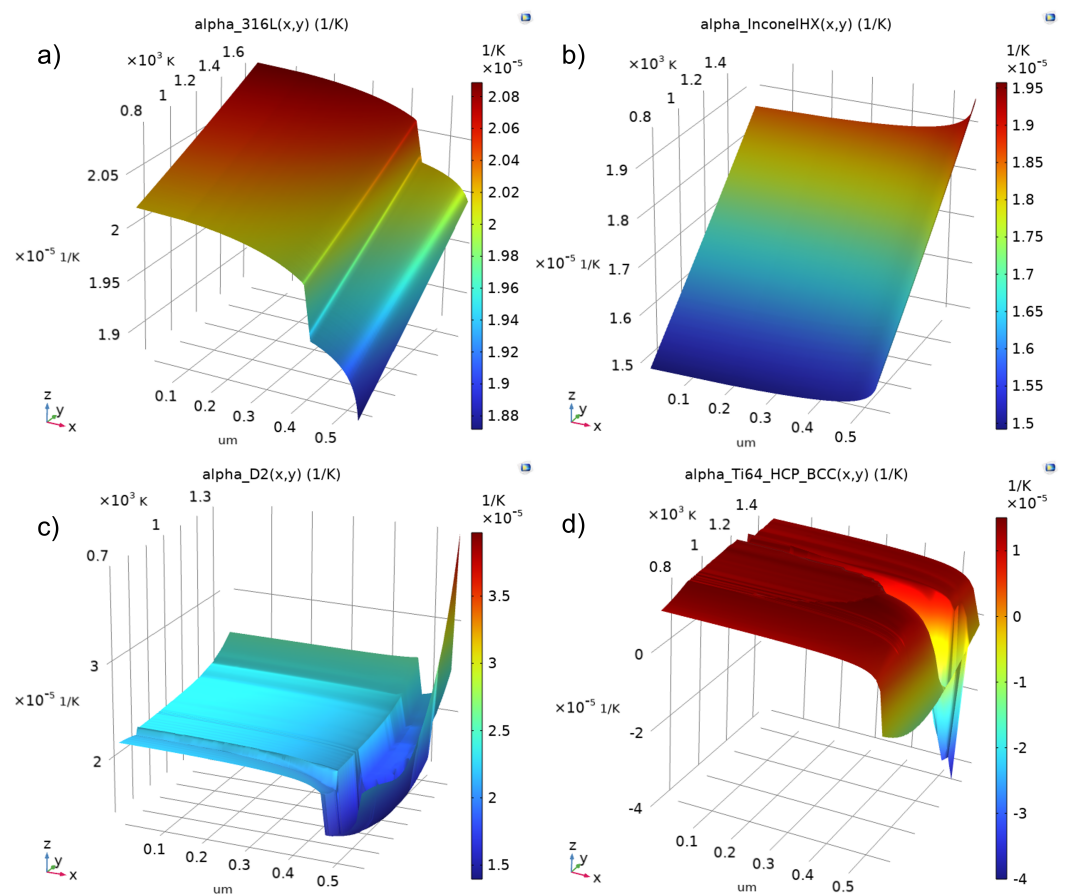 alpha_316L(x,y) (1/K)
a)
×10³ K
0.8
1
1.2
1.4
1.6
1/K
×10⁻⁵
2.05
2
1.95
1.9
×10⁻⁵ 1/K
2.08
2.06
2.04
2.02
2
1.98
1.96
1.94
1.92
1.9
1.88
0.1
0.2
0.3
0.4
0.5
um
z
y
x
alpha_InconelHX(x,y) (1/K)
b)
×10³ K
0.8
1
1.2
1.4
1/K
×10⁻⁵
1.9
1.8
1.7
1.6
1.5
×10⁻⁵ 1/K
1.95
1.9
1.85
1.8
1.75
1.7
1.65
1.6
1.55
1.5
0.1
0.2
0.3
0.4
0.5
um
z
y
x
alpha_D2(x,y) (1/K)
c)
×10³ K
0.7
1
1.3
1/K
×10⁻⁵
3
2
×10⁻⁵ 1/K
3.5
3
2.5
2
1.5
0.1
0.2
0.3
0.4
0.5
um
z
y
x
alpha_Ti64_HCP_BCC(x,y) (1/K)
d)
×10³ K
0.8
1
1.2
1.4
1/K
×10⁻⁵
0
-2
-4
×10⁻⁵ 1/K
1
0
-1
-2
-3
-4
0.1
0.2
0.3
0.4
0.5
um
z
y
x